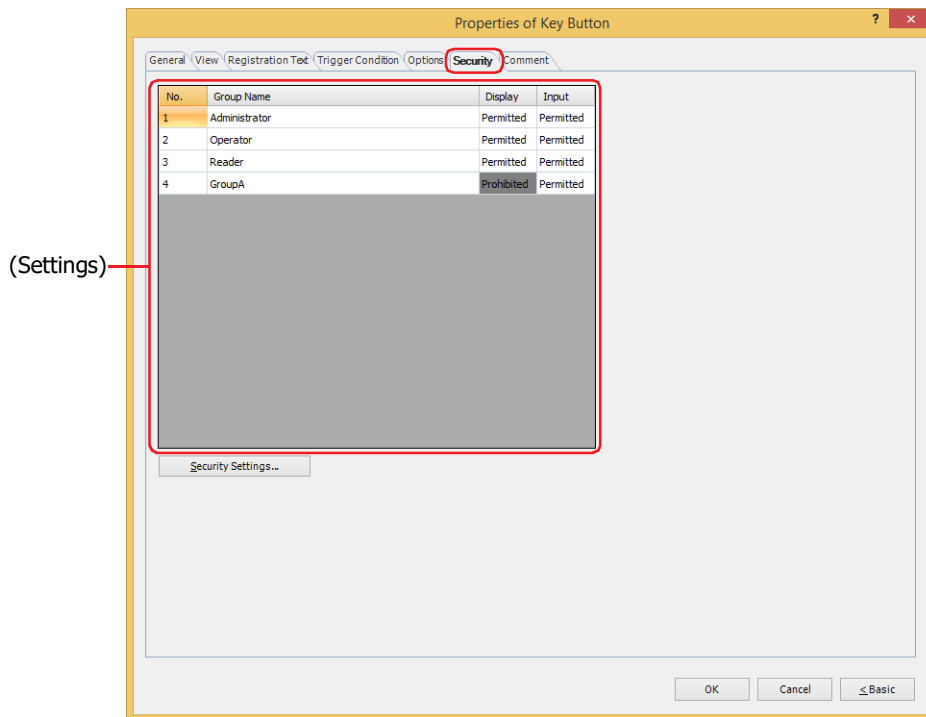 Properties of Key Button ? ×
General View Registration Text Trigger Condition Options Security Comment
No. Group Name Display Input
1 Administrator Permitted Permitted
2 Operator Permitted Permitted
3 Reader Permitted Permitted
4 GroupA Prohibited Permitted
(Settings)
Security Settings...
OK Cancel < Basic